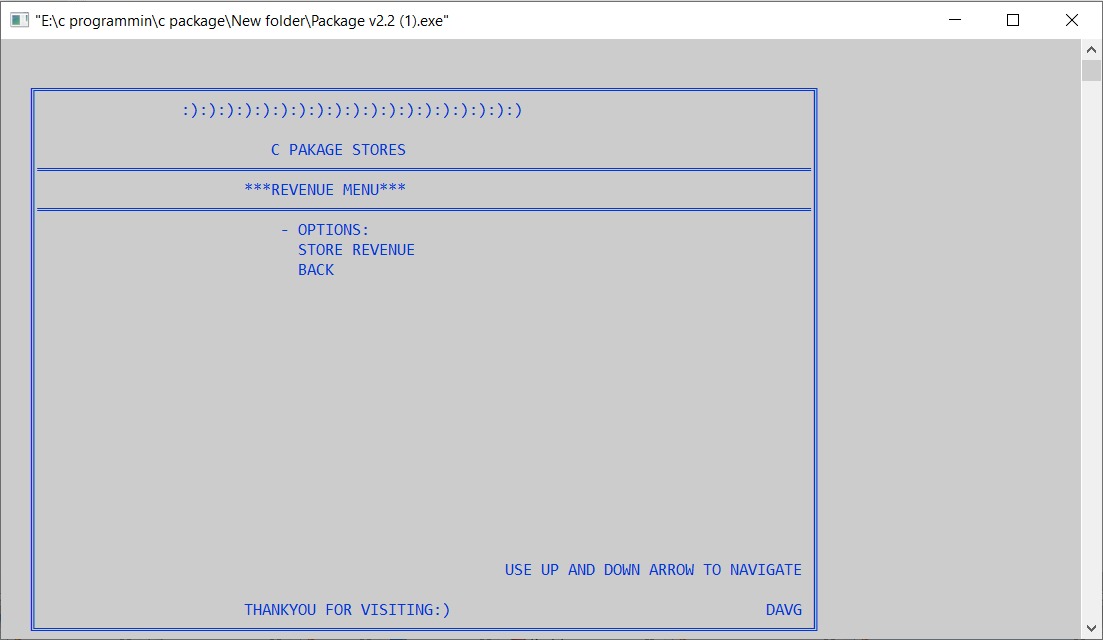 "E:\c programmin\c package\New folder\Package v2.2 (1).exe"
:):):):):):):):):):):):):):):):):):):)
C PAKAGE STORES
***REVENUE MENU***
- OPTIONS:
STORE REVENUE
BACK
USE UP AND DOWN ARROW TO NAVIGATE
THANKYOU FOR VISITING:) DAVG